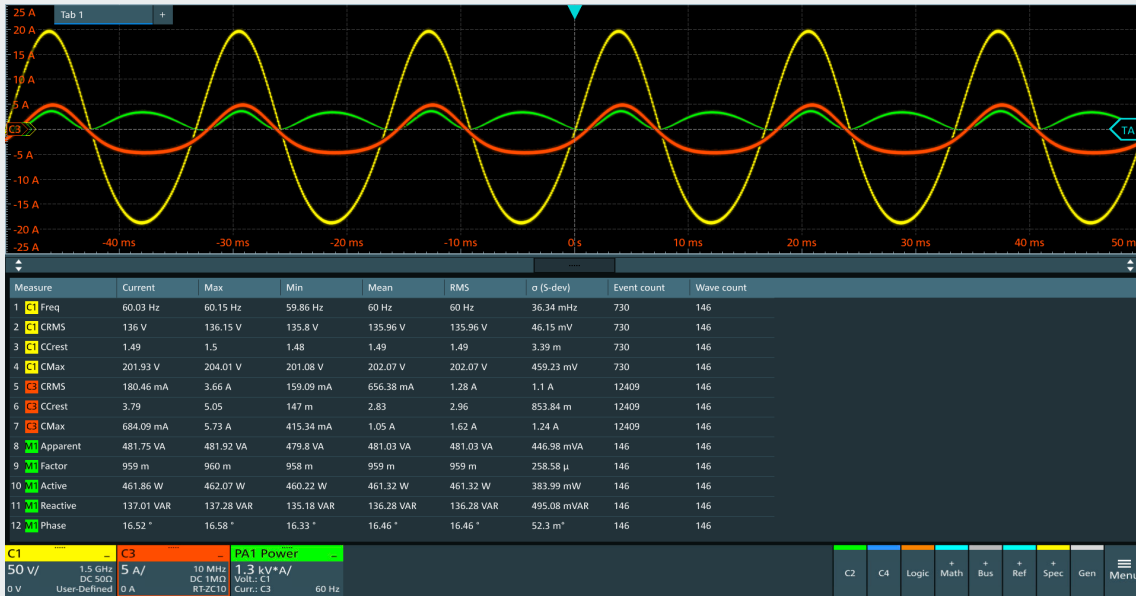 25 A
Tab 1 +
20 A
15 A
10 A
5 A
C3
TA
-5 A
-10 A
-15 A
-20 A
-25 A -40 ms -30 ms -20 ms -10 ms 0 s 10 ms 20 ms 30 ms 40 ms 50 m
Measure Current Max Min Mean RMS σ (S-dev) Event count Wave count
1 C1 Freq 60.03 Hz 60.15 Hz 59.86 Hz 60 Hz 60 Hz 36.34 mHz 730 146
2 C1 CRMS 136 V 136.15 V 135.8 V 135.96 V 135.96 V 46.15 mV 730 146
3 C1 CCrest 1.49 1.5 1.48 1.49 1.49 3.39 m 730 146
4 C1 CMax 201.93 V 204.01 V 201.08 V 202.07 V 202.07 V 459.23 mV 730 146
5 C3 CRMS 180.46 mA 3.66 A 159.09 mA 656.38 mA 1.28 A 1.1 A 12409 146
6 C3 CCrest 3.79 5.05 147 m 2.83 2.96 853.84 m 12409 146
7 C3 CMax 684.09 mA 5.73 A 415.34 mA 1.05 A 1.62 A 1.24 A 12409 146
8 M1 Apparent 481.75 VA 481.92 VA 479.8 VA 481.03 VA 481.03 VA 446.98 mVA 146 146
9 M1 Factor 959 m 960 m 958 m 959 m 959 m 258.58 µ 146 146
10 M1 Active 461.86 W 462.07 W 460.22 W 461.32 W 461.32 W 383.99 mW 146 146
11 M1 Reactive 137.01 VAR 137.28 VAR 135.18 VAR 136.28 VAR 136.28 VAR 495.08 mVAR 146 146
12 M1 Phase 16.52 ° 16.58 ° 16.33 ° 16.46 ° 16.46 ° 52.3 m° 146 146
C1 C3 PA1 Power
50 V/ 1.5 GHz 5 A/ 10 MHz 1.3 kV*A/
DC 50Ω DC 1MΩ Volt.: C1
0 V User-Defined 0 A RT-ZC10 Curr.: C3 60 Hz
C2 C4 Logic + Math + Bus + Ref + Spec Gen Menu